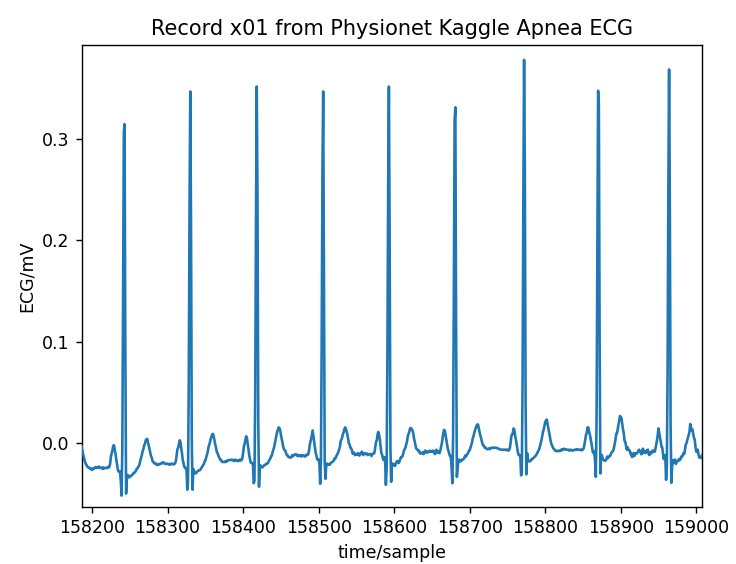 Record x01 from Physionet Kaggle Apnea ECG
0.3
0.2
0.1
0.0
ECG/mV
158200 158300 158400 158500 158600 158700 158800 158900 159000
time/sample